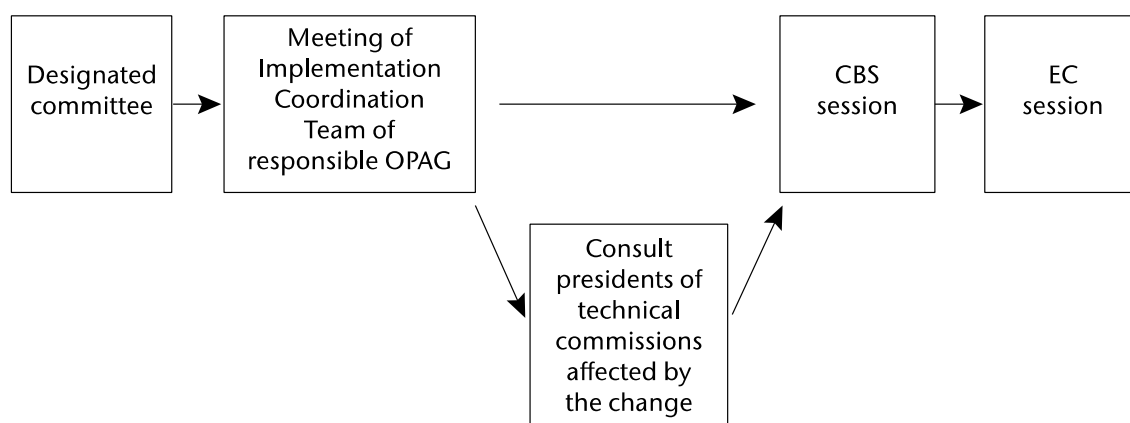 Designated
committee
Meeting of
Implementation
Coordination
Team of
responsible OPAG
CBS
session
EC
session
Consult
presidents of
technical
commissions
affected by
the change